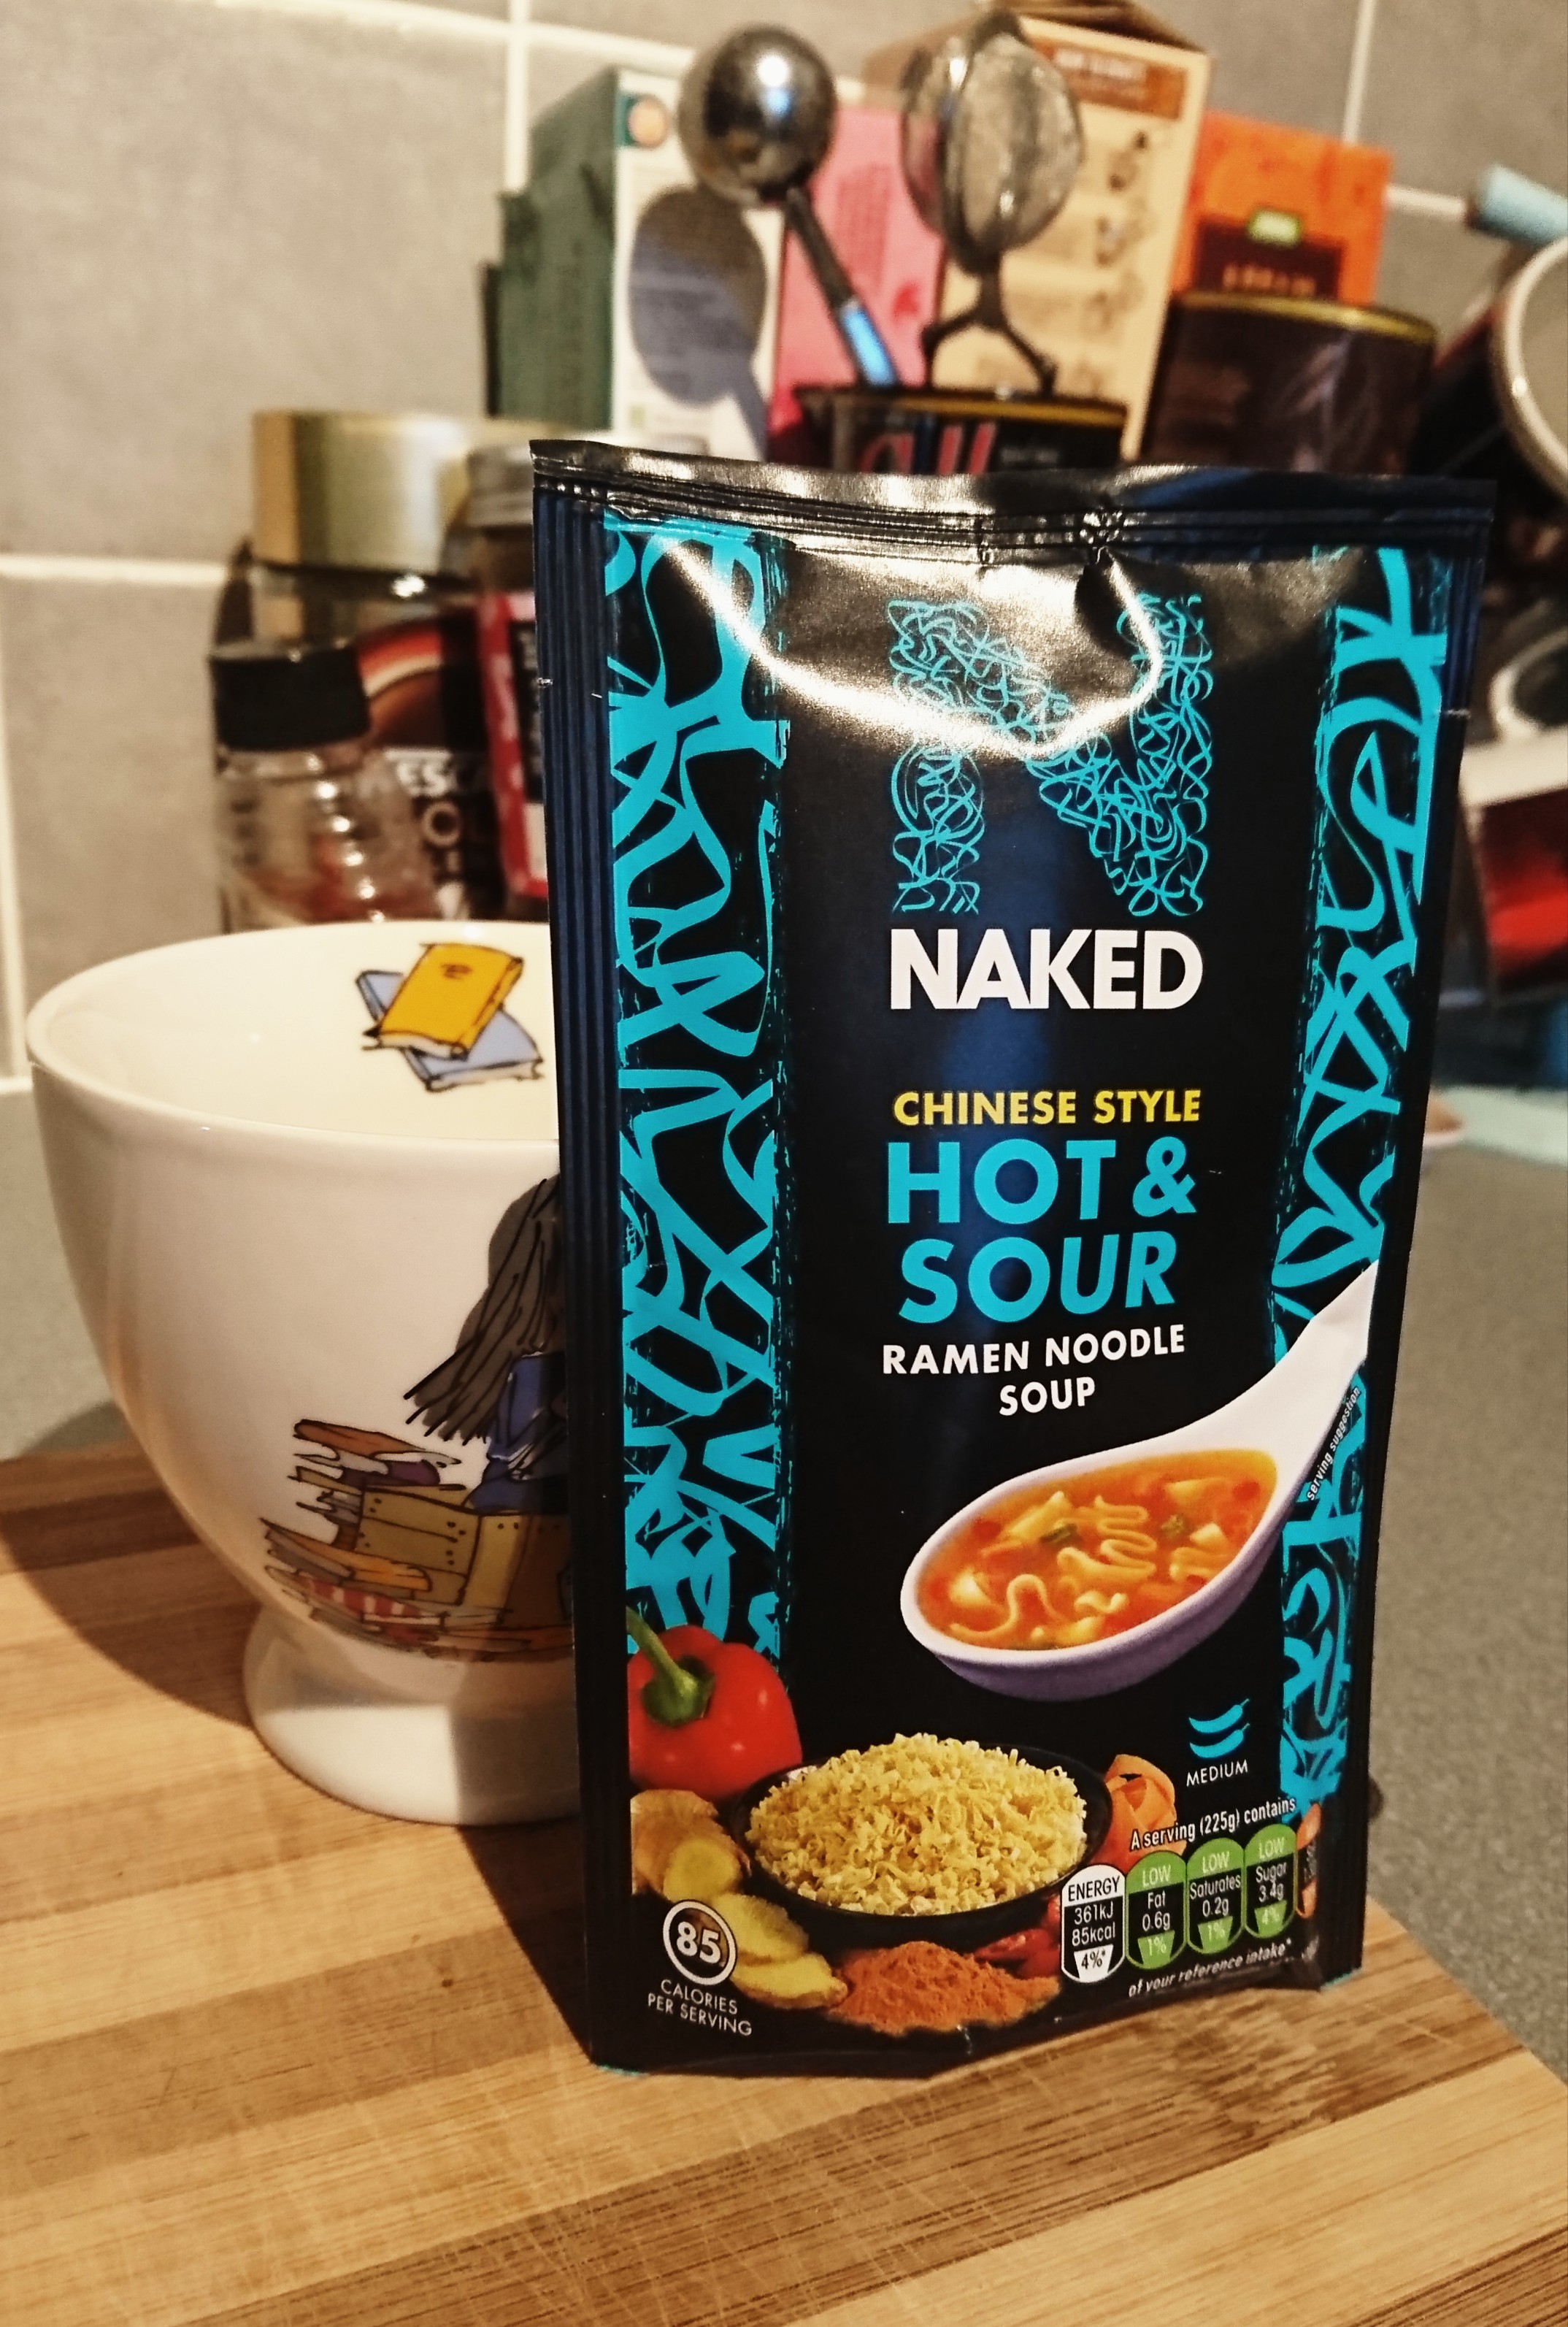 NAKED
CHINESE STYLE
HOT &
SOUR
RAMEN NOODLE
SOUP
serving suggestion
MEDIUM
A serving (225g) contains
ENERGY
361kJ
85kcal
4%*
LOW
Fat
0.6g
1%
LOW
Saturates
0.2g
1%
LOW
Sugar
3.4g
4%
of your reference intake*
85
CALORIES
PER SERVING